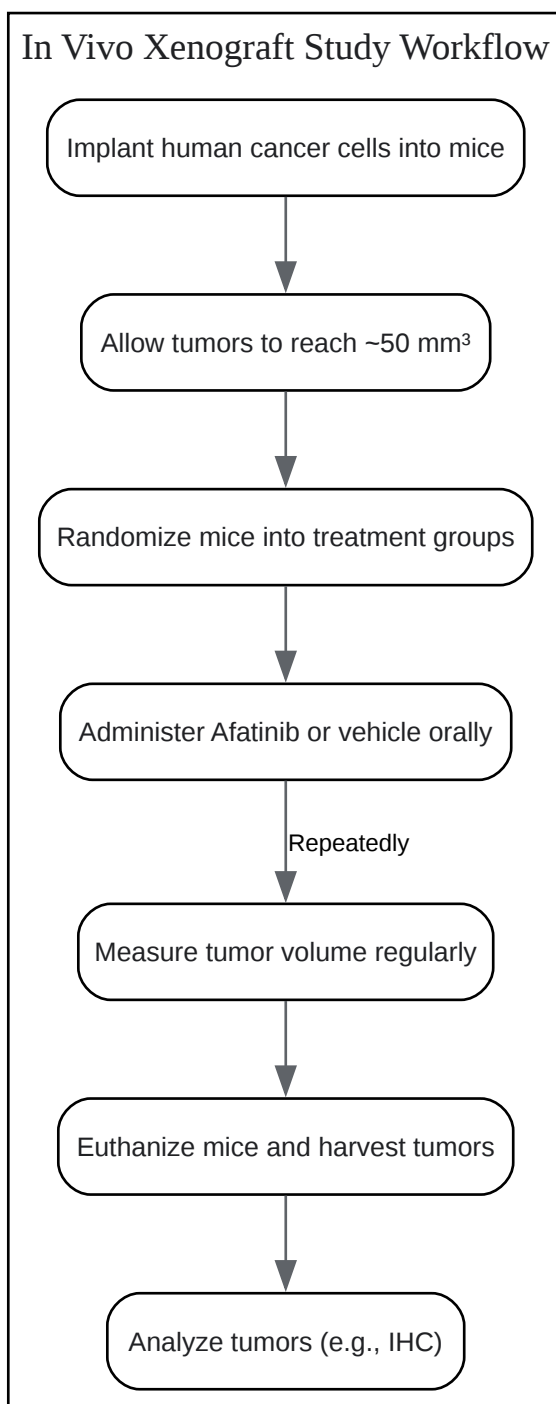 In Vivo Xenograft Study Workflow
Implant human cancer cells into mice
Allow tumors to reach ~50 mm³
Randomize mice into treatment groups
Administer Afatinib or vehicle orally
Repeatedly
Measure tumor volume regularly
Euthanize mice and harvest tumors
Analyze tumors (e.g., IHC)